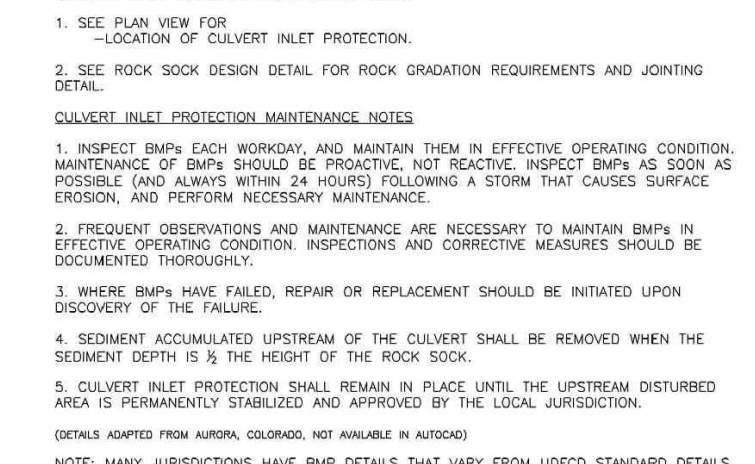 1. SEE PLAN VIEW FOR
–LOCATION OF CULVERT INLET PROTECTION.
2. SEE ROCK SOCK DESIGN DETAIL FOR ROCK GRADATION REQUIREMENTS AND JOINTING
DETAIL.
CULVERT INLET PROTECTION MAINTENANCE NOTES
1. INSPECT BMPs EACH WORKDAY, AND MAINTAIN THEM IN EFFECTIVE OPERATING CONDITION.
MAINTENANCE OF BMPs SHOULD BE PROACTIVE, NOT REACTIVE. INSPECT BMPs AS SOON AS
POSSIBLE (AND ALWAYS WITHIN 24 HOURS) FOLLOWING A STORM THAT CAUSES SURFACE
EROSION, AND PERFORM NECESSARY MAINTENANCE.
2. FREQUENT OBSERVATIONS AND MAINTENANCE ARE NECESSARY TO MAINTAIN BMPs IN
EFFECTIVE OPERATING CONDITION. INSPECTIONS AND CORRECTIVE MEASURES SHOULD BE
DOCUMENTED THOROUGHLY.
3. WHERE BMPs HAVE FAILED, REPAIR OR REPLACEMENT SHOULD BE INITIATED UPON
DISCOVERY OF THE FAILURE.
4. SEDIMENT ACCUMULATED UPSTREAM OF THE CULVERT SHALL BE REMOVED WHEN THE
SEDIMENT DEPTH IS ½ THE HEIGHT OF THE ROCK SOCK.
5. CULVERT INLET PROTECTION SHALL REMAIN IN PLACE UNTIL THE UPSTREAM DISTURBED
AREA IS PERMANENTLY STABILIZED AND APPROVED BY THE LOCAL JURISDICTION.
(DETAILS ADAPTED FROM AURORA, COLORADO, NOT AVAILABLE IN AUTOCAD)
NOTE: MANY JURISDICTIONS HAVE BMP DETAILS THAT VARY FROM UDFCD STANDARD DETAILS